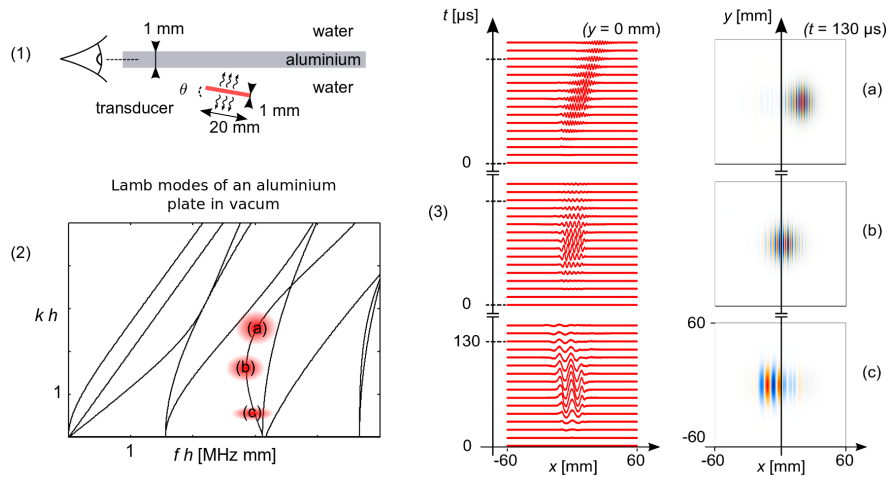 (1)
1 mm
water
aluminium
water
θ
transducer
1 mm
20 mm
Lamb modes of an aluminium
plate in vacum
(2)
k h
1
(a)
(b)
(c)
1
f h [MHz mm]
(3)
t [µs]
(y = 0 mm)
0
0
130
0
-60
60
x [mm]
y [mm]
(t = 130 µs)
(a)
(b)
60
(c)
-60
-60
60
x [mm]